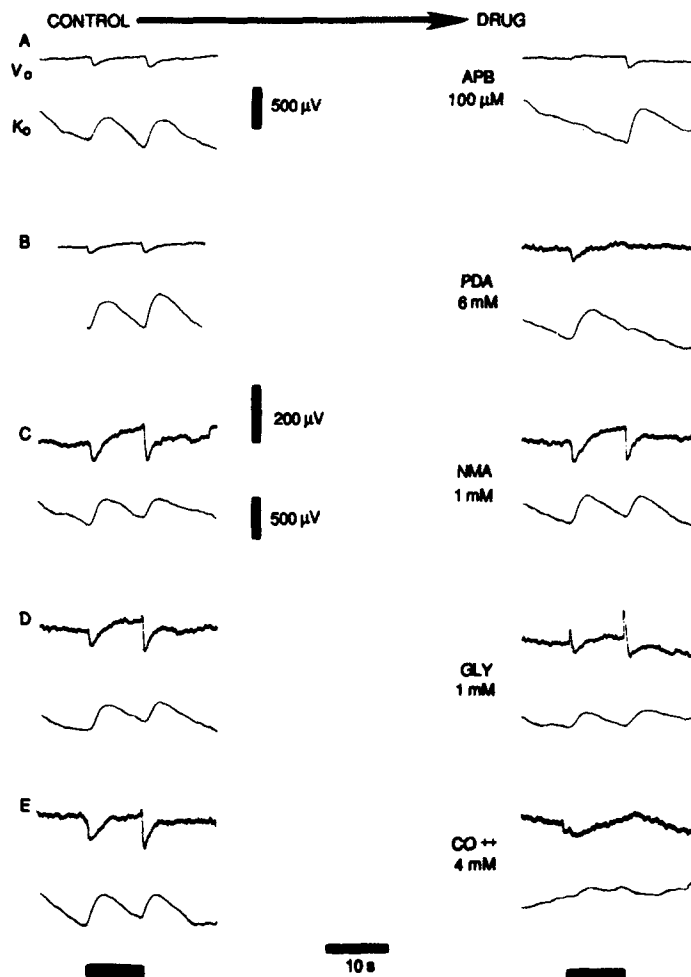 CONTROL DRUG
A
V₀
K₀
500 µV
APB
100 µM
B
PDA
6 mM
C
200 µV
500 µV
NMA
1 mM
D
GLY
1 mM
E
CO ++
4 mM
10 s